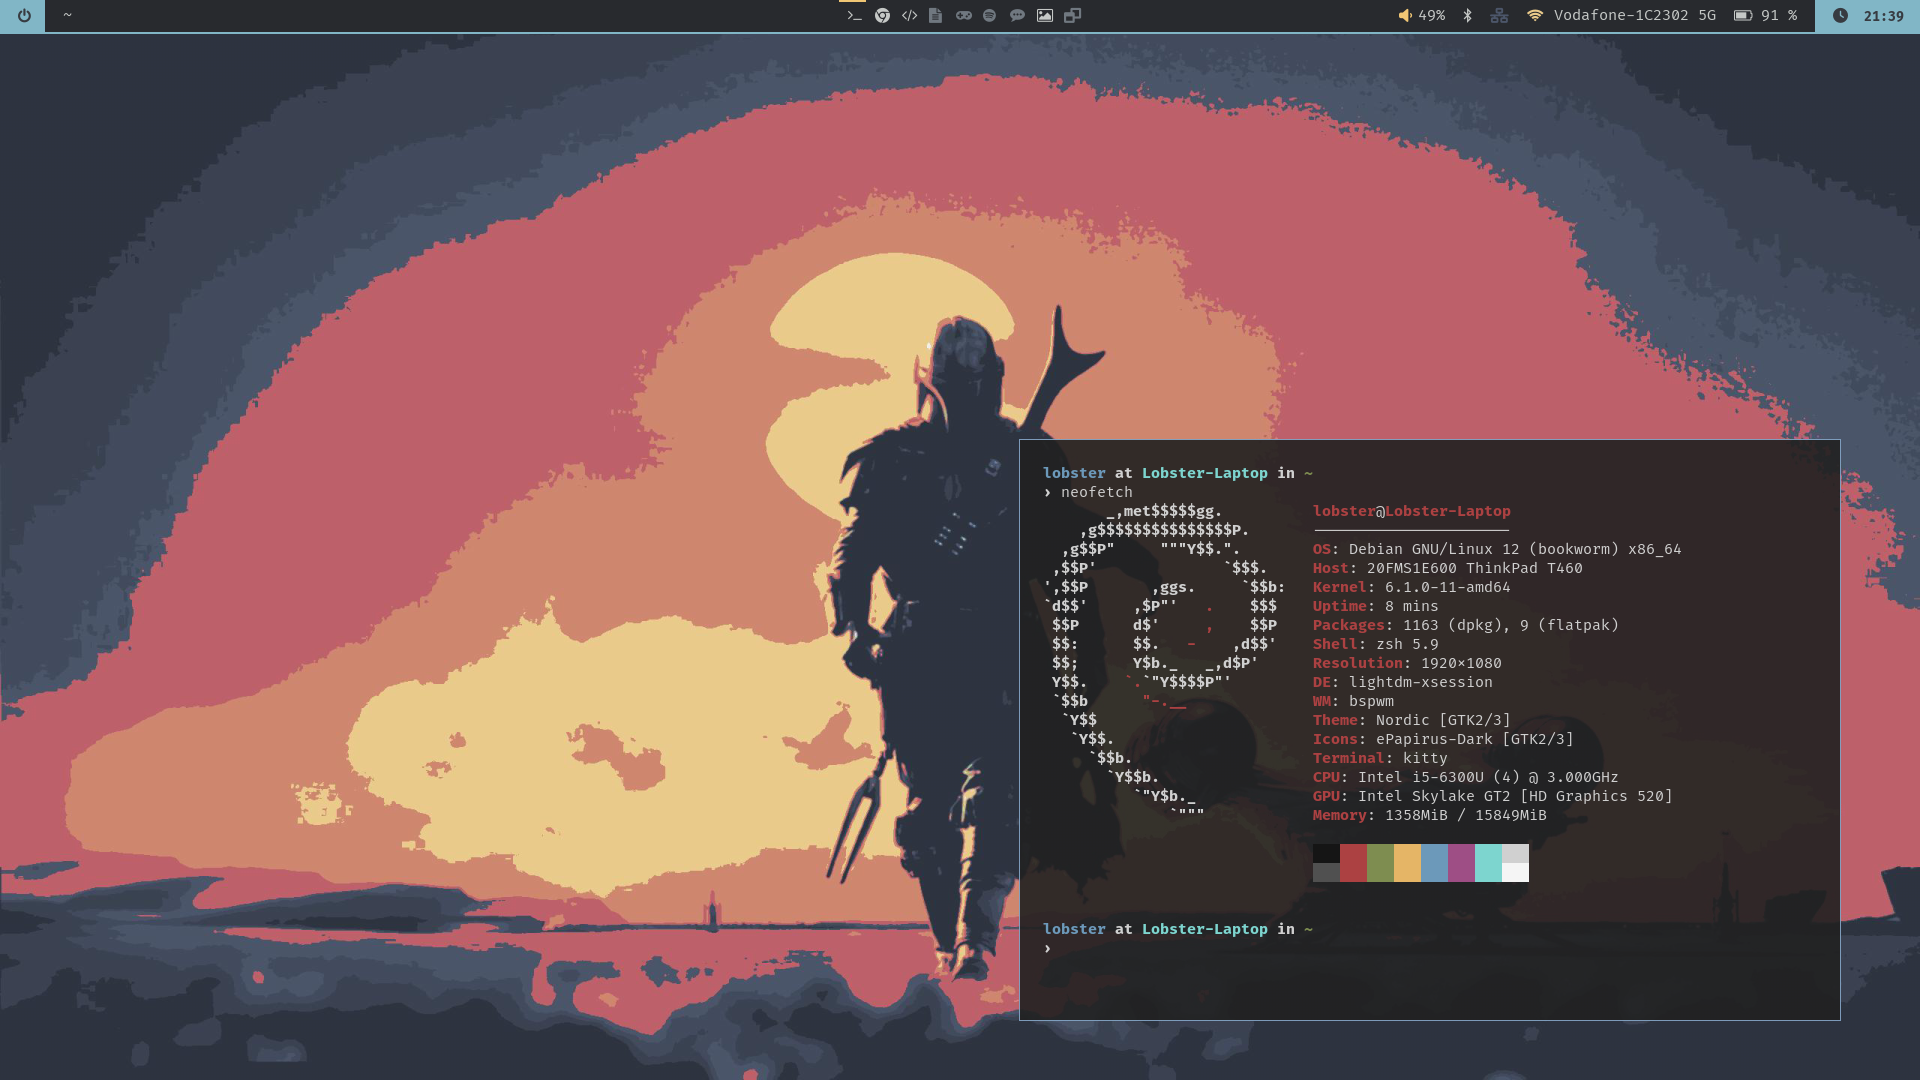 ~ 49% Vodafone-1C2302 5G 91 % 21:39
lobster at Lobster-Laptop in ~
› neofetch
_,met$$$$$gg. lobster@Lobster-Laptop
,g$$$$$$$$$$$$$$$P. ----------------------
,g$$P" """Y$$.". OS: Debian GNU/Linux 12 (bookworm) x86_64
,$$P' `$$$. Host: 20FMS1E600 ThinkPad T460
',$$P ,ggs. `$$b: Kernel: 6.1.0-11-amd64
`d$$' ,$P"' . $$$ Uptime: 8 mins
$$P d$' , $$P Packages: 1163 (dpkg), 9 (flatpak)
$$: $$. - ,d$$' Shell: zsh 5.9
$$; Y$b._ _,d$P' Resolution: 1920×1080
Y$$. `.`"Y$$$$P"' DE: lightdm-xsession
`$$b "-.__ WM: bspwm
`Y$$ Theme: Nordic [GTK2/3]
`Y$$. Icons: ePapirus-Dark [GTK2/3]
`$$b. Terminal: kitty
`Y$$b. CPU: Intel i5-6300U (4) @ 3.000GHz
`"Y$b._ GPU: Intel Skylake GT2 [HD Graphics 520]
`""" Memory: 1358MiB / 15849MiB
lobster at Lobster-Laptop in ~
›